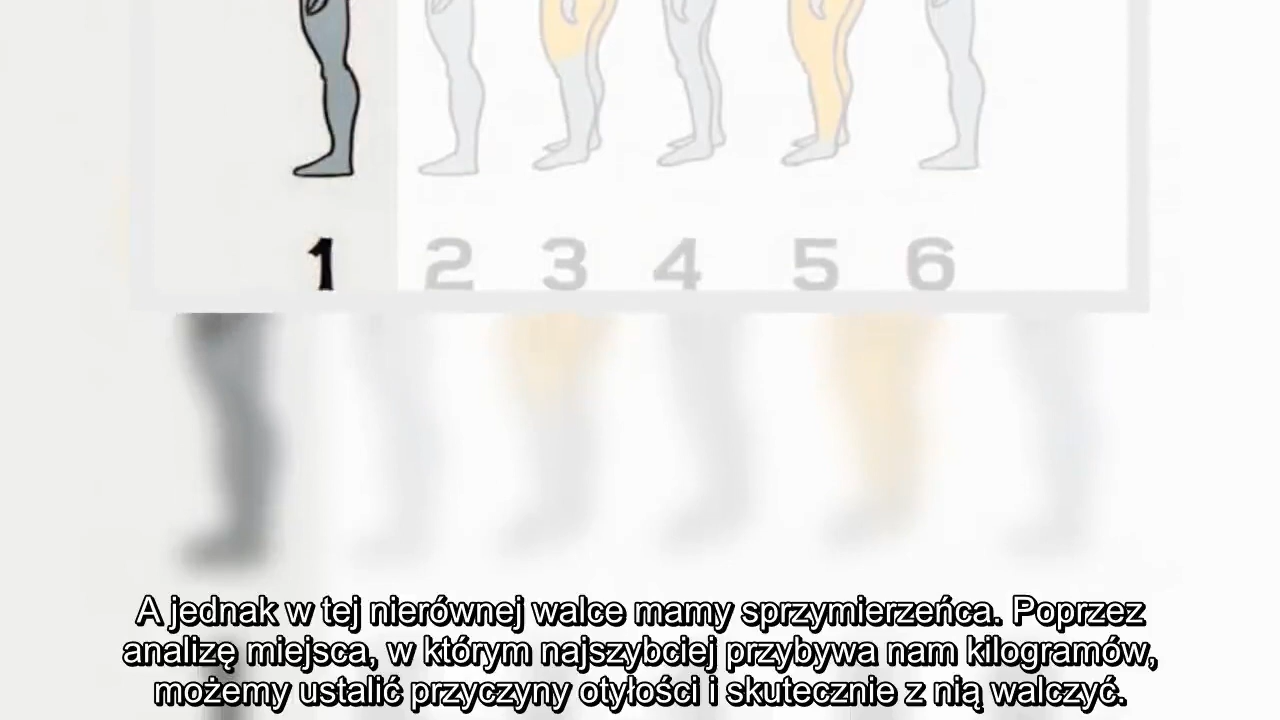 1 2 3 4 5 6
A jednak w tej nierównej walce mamy sprzymierzeńca. Poprzez
analizę miejsca, w którym najszybciej przybywa nam kilogramów,
możemy ustalić przyczyny otyłości i skutecznie z nią walczyć.